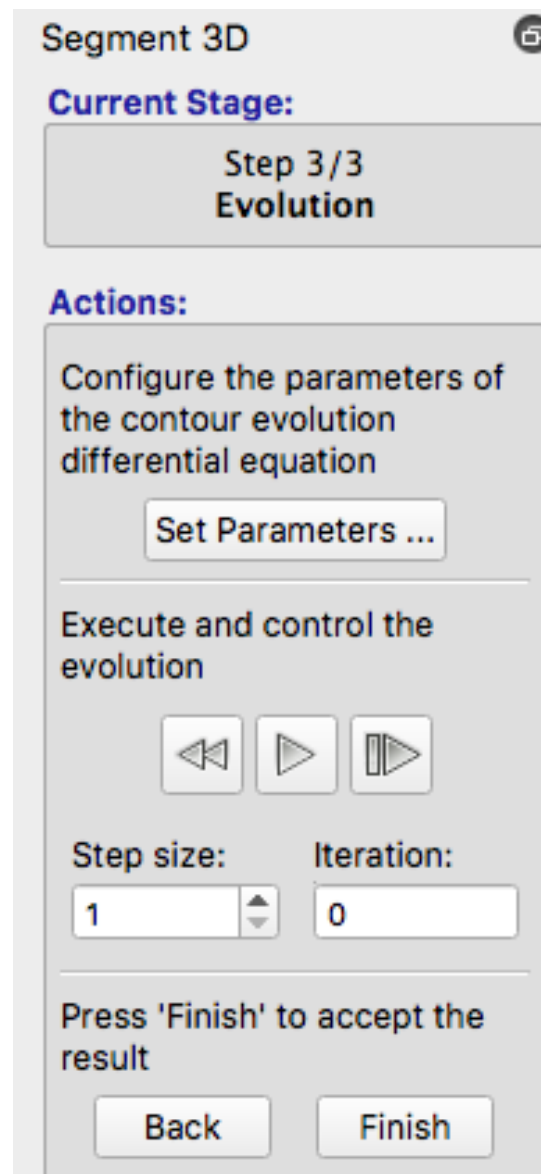 Segment 3D
Current Stage:
Step 3/3
Evolution
Actions:
Configure the parameters of
the contour evolution
differential equation
Set Parameters ...
Execute and control the
evolution
Step size:
Iteration:
1
0
Press 'Finish' to accept the
result
Back
Finish